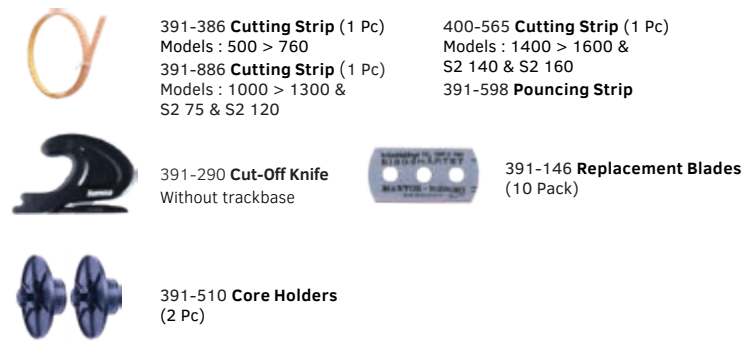 391-386 Cutting Strip (1 Pc)
Models : 500 > 760
391-886 Cutting Strip (1 Pc)
Models : 1000 > 1300 &
S2 75 & S2 120
400-565 Cutting Strip (1 Pc)
Models : 1400 > 1600 &
S2 140 & S2 160
391-598 Pouncing Strip
391-290 Cut-Off Knife
Without trackbase
391-146 Replacement Blades
(10 Pack)
391-510 Core Holders
(2 Pc)